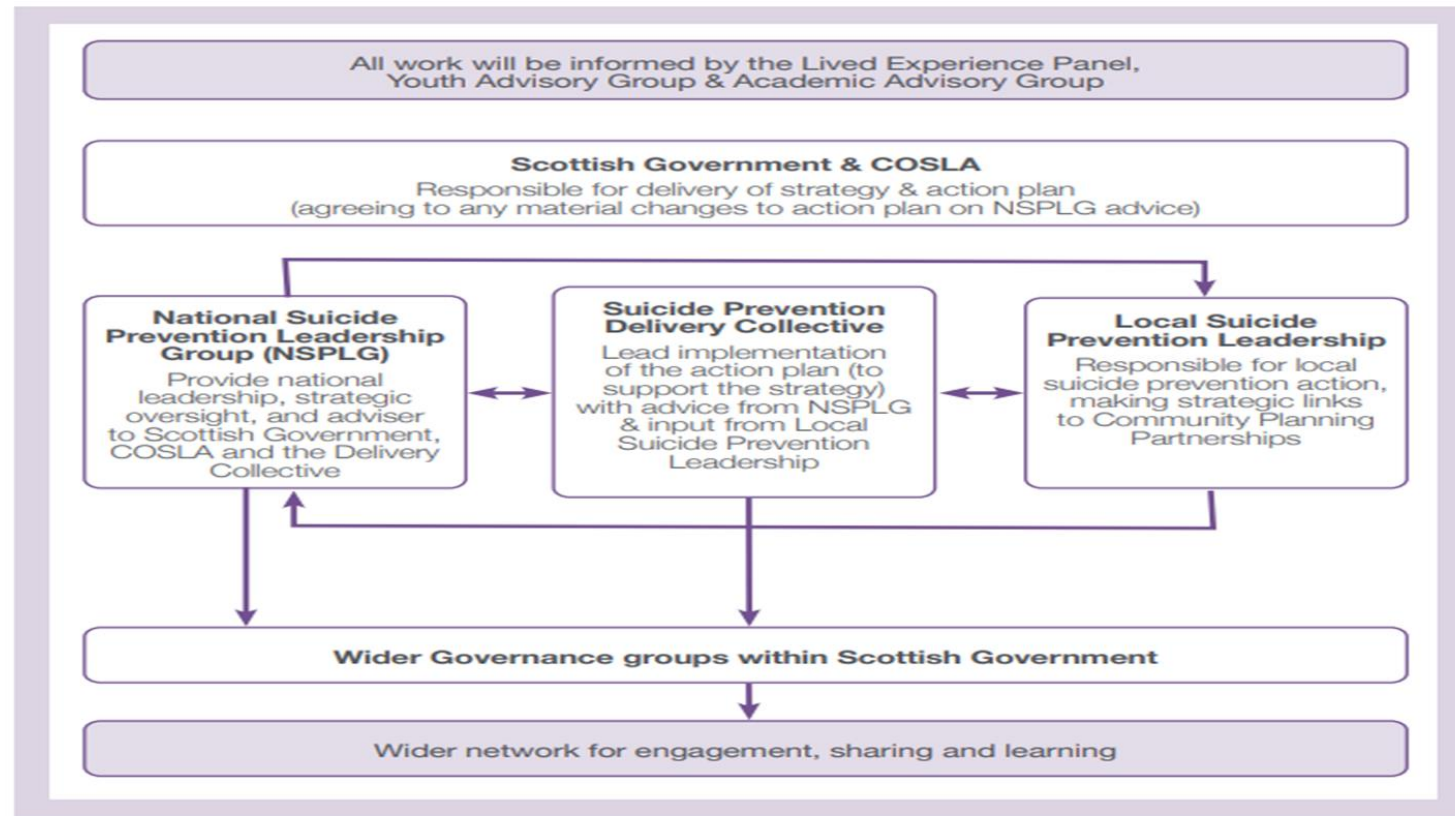 All work will be informed by the Lived Experience Panel,
Youth Advisory Group & Academic Advisory Group
Scottish Government & COSLA
Responsible for delivery of strategy & action plan
(agreeing to any material changes to action plan on NSPLG advice)
National Suicide
Prevention Leadership
Group (NSPLG)
Provide national
leadership, strategic
oversight, and adviser
to Scottish Government,
COSLA and the Delivery
Collective
Suicide Prevention
Delivery Collective
Lead implementation
of the action plan (to
support the strategy)
with advice from NSPLG
& input from Local
Suicide Prevention
Leadership
Local Suicide
Prevention Leadership
Responsible for local
suicide prevention action,
making strategic links
to Community Planning
Partnerships
Wider Governance groups within Scottish Government
Wider network for engagement, sharing and learning